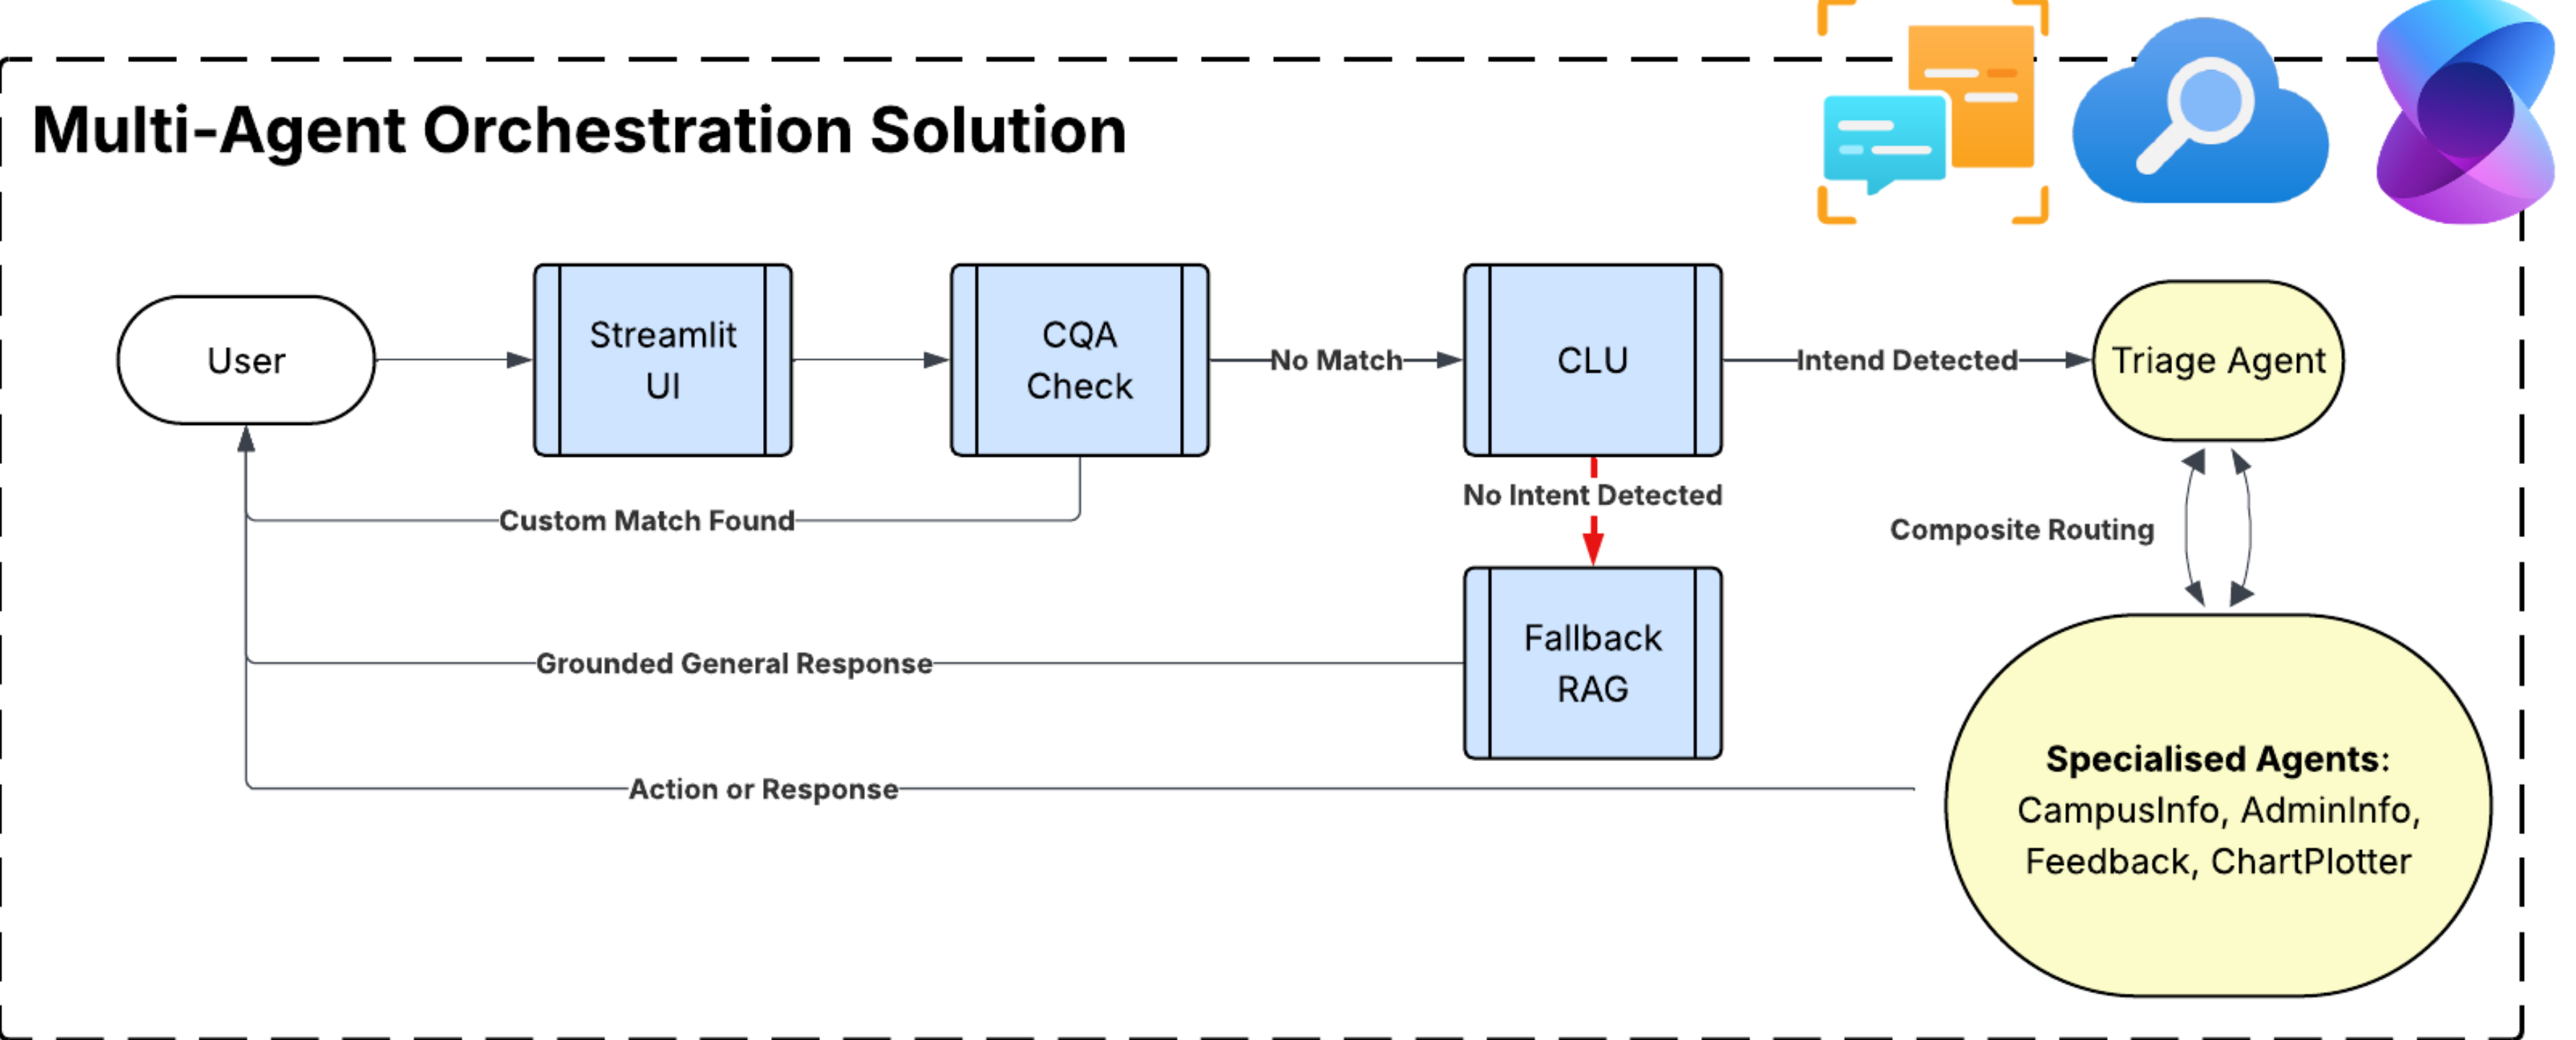 Multi-Agent Orchestration Solution
User
Streamlit
UI
CQA
Check
No Match
CLU
Intend Detected
Triage Agent
Custom Match Found
No Intent Detected
Composite Routing
Fallback
RAG
Grounded General Response
Action or Response
Specialised Agents:
CampusInfo, AdminInfo,
Feedback, ChartPlotter